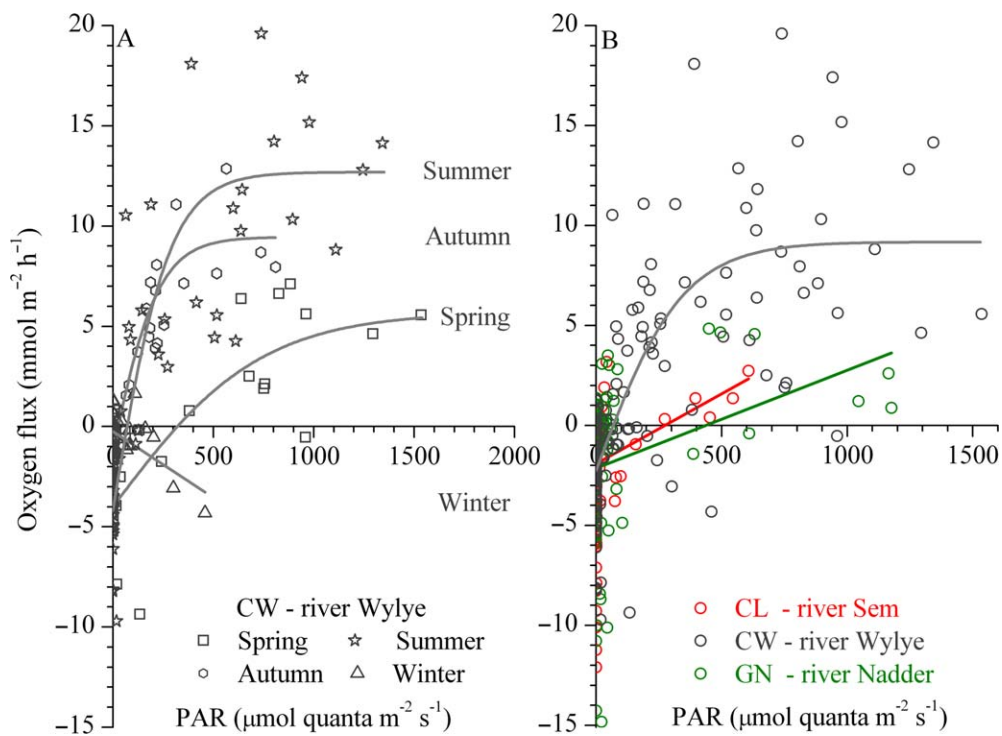 A
B
Oxygen flux (mmol m⁻² h⁻¹)
20
15
10
5
0
−5
−10
−15
500
1000
1500
2000
Summer
Autumn
Spring
Winter
CW - river Wylye
Spring
Summer
Autumn
Winter
PAR (μmol quanta m⁻² s⁻¹)
20
15
10
5
0
−5
−10
−15
500
1000
1500
CL - river Sem
CW - river Wylye
GN - river Nadder
PAR (μmol quanta m⁻² s⁻¹)